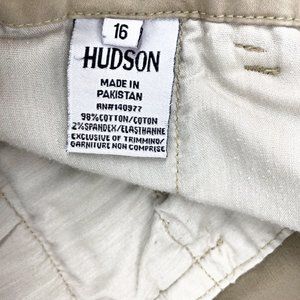 16
HUDSON
MADE IN
PAKISTAN
RN#140977
98%COTTON/COTON
2%SPANDEX/ELASTHANNE
EXCLUSIVE OF TRIMMING/
GARNITURE NON COMPRISE